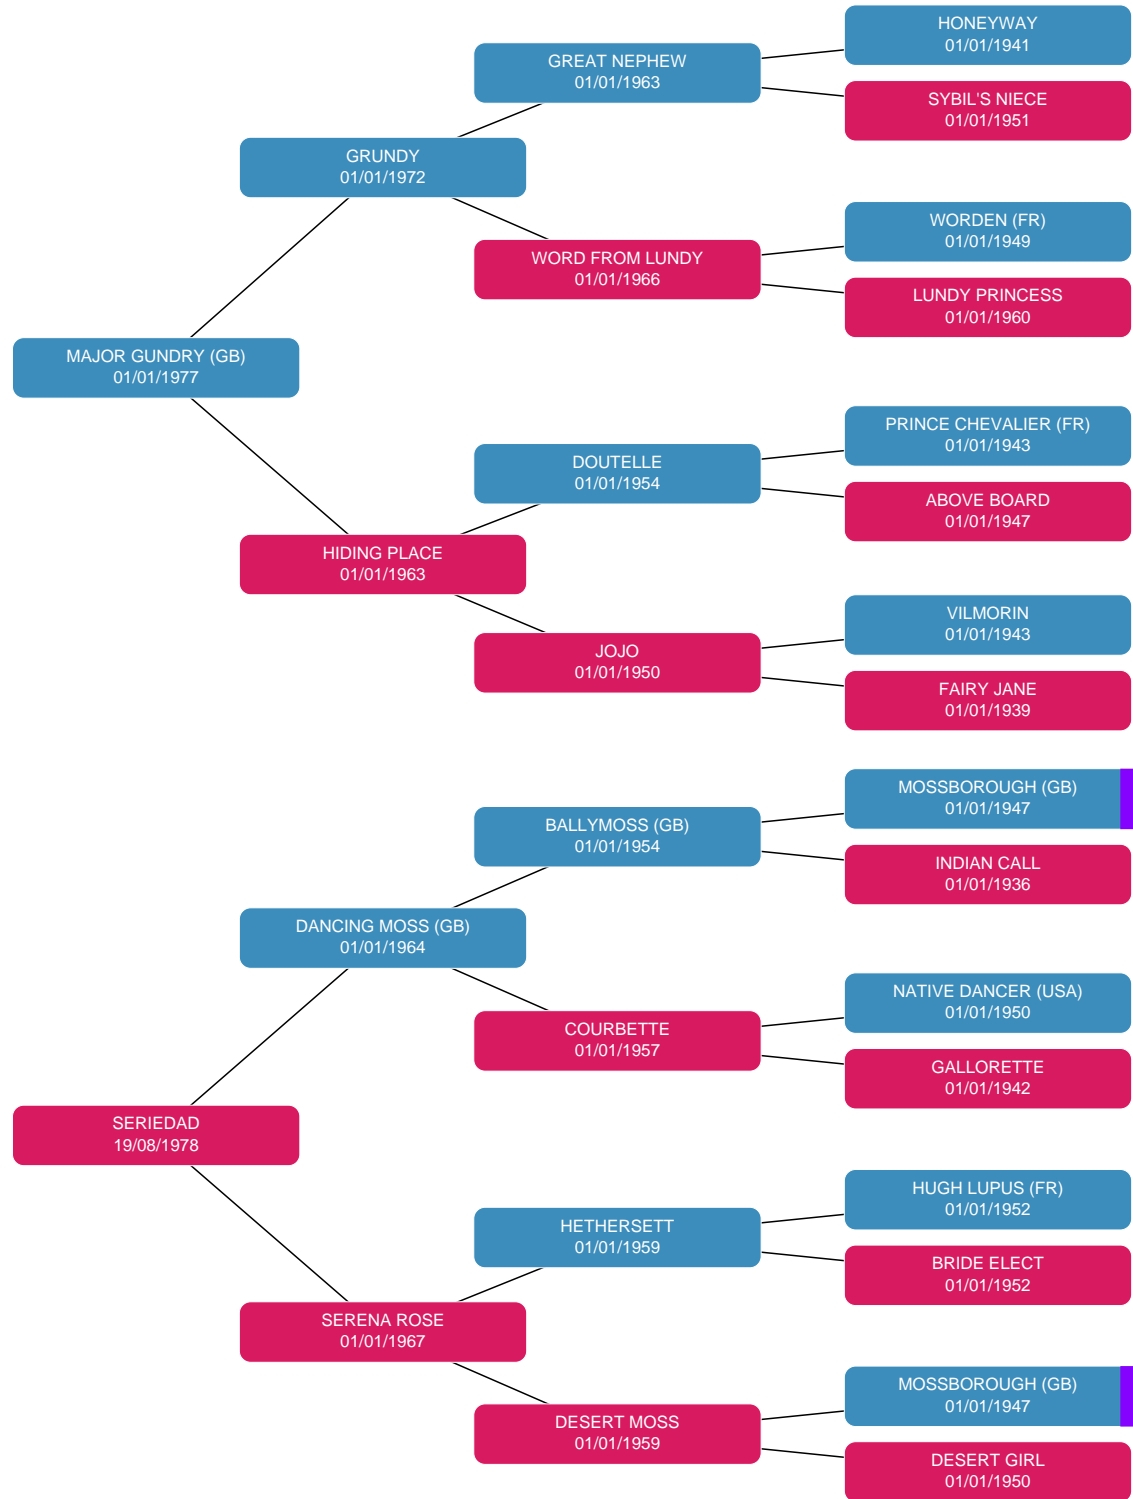 HONEYWAY
01/01/1941
GREAT NEPHEW
01/01/1963
SYBIL'S NIECE
01/01/1951
GRUNDY
01/01/1972
WORDEN (FR)
01/01/1949
WORD FROM LUNDY
01/01/1966
LUNDY PRINCESS
01/01/1960
MAJOR GUNDRY (GB)
01/01/1977
PRINCE CHEVALIER (FR)
01/01/1943
DOUTELLE
01/01/1954
ABOVE BOARD
01/01/1947
HIDING PLACE
01/01/1963
VILMORIN
01/01/1943
JOJO
01/01/1950
FAIRY JANE
01/01/1939
MOSSBOROUGH (GB)
01/01/1947
BALLYMOSS (GB)
01/01/1954
INDIAN CALL
01/01/1936
DANCING MOSS (GB)
01/01/1964
NATIVE DANCER (USA)
01/01/1950
COURBETTE
01/01/1957
GALLORETTE
01/01/1942
SERIEDAD
19/08/1978
HUGH LUPUS (FR)
01/01/1952
HETHERSETT
01/01/1959
BRIDE ELECT
01/01/1952
SERENA ROSE
01/01/1967
MOSSBOROUGH (GB)
01/01/1947
DESERT MOSS
01/01/1959
DESERT GIRL
01/01/1950